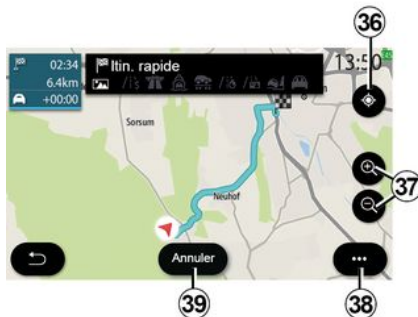 36
02:34
6.4km
+00:00
Itin. rapide
13:50
Sorsum
Neuhof
37
Annuler
39
38